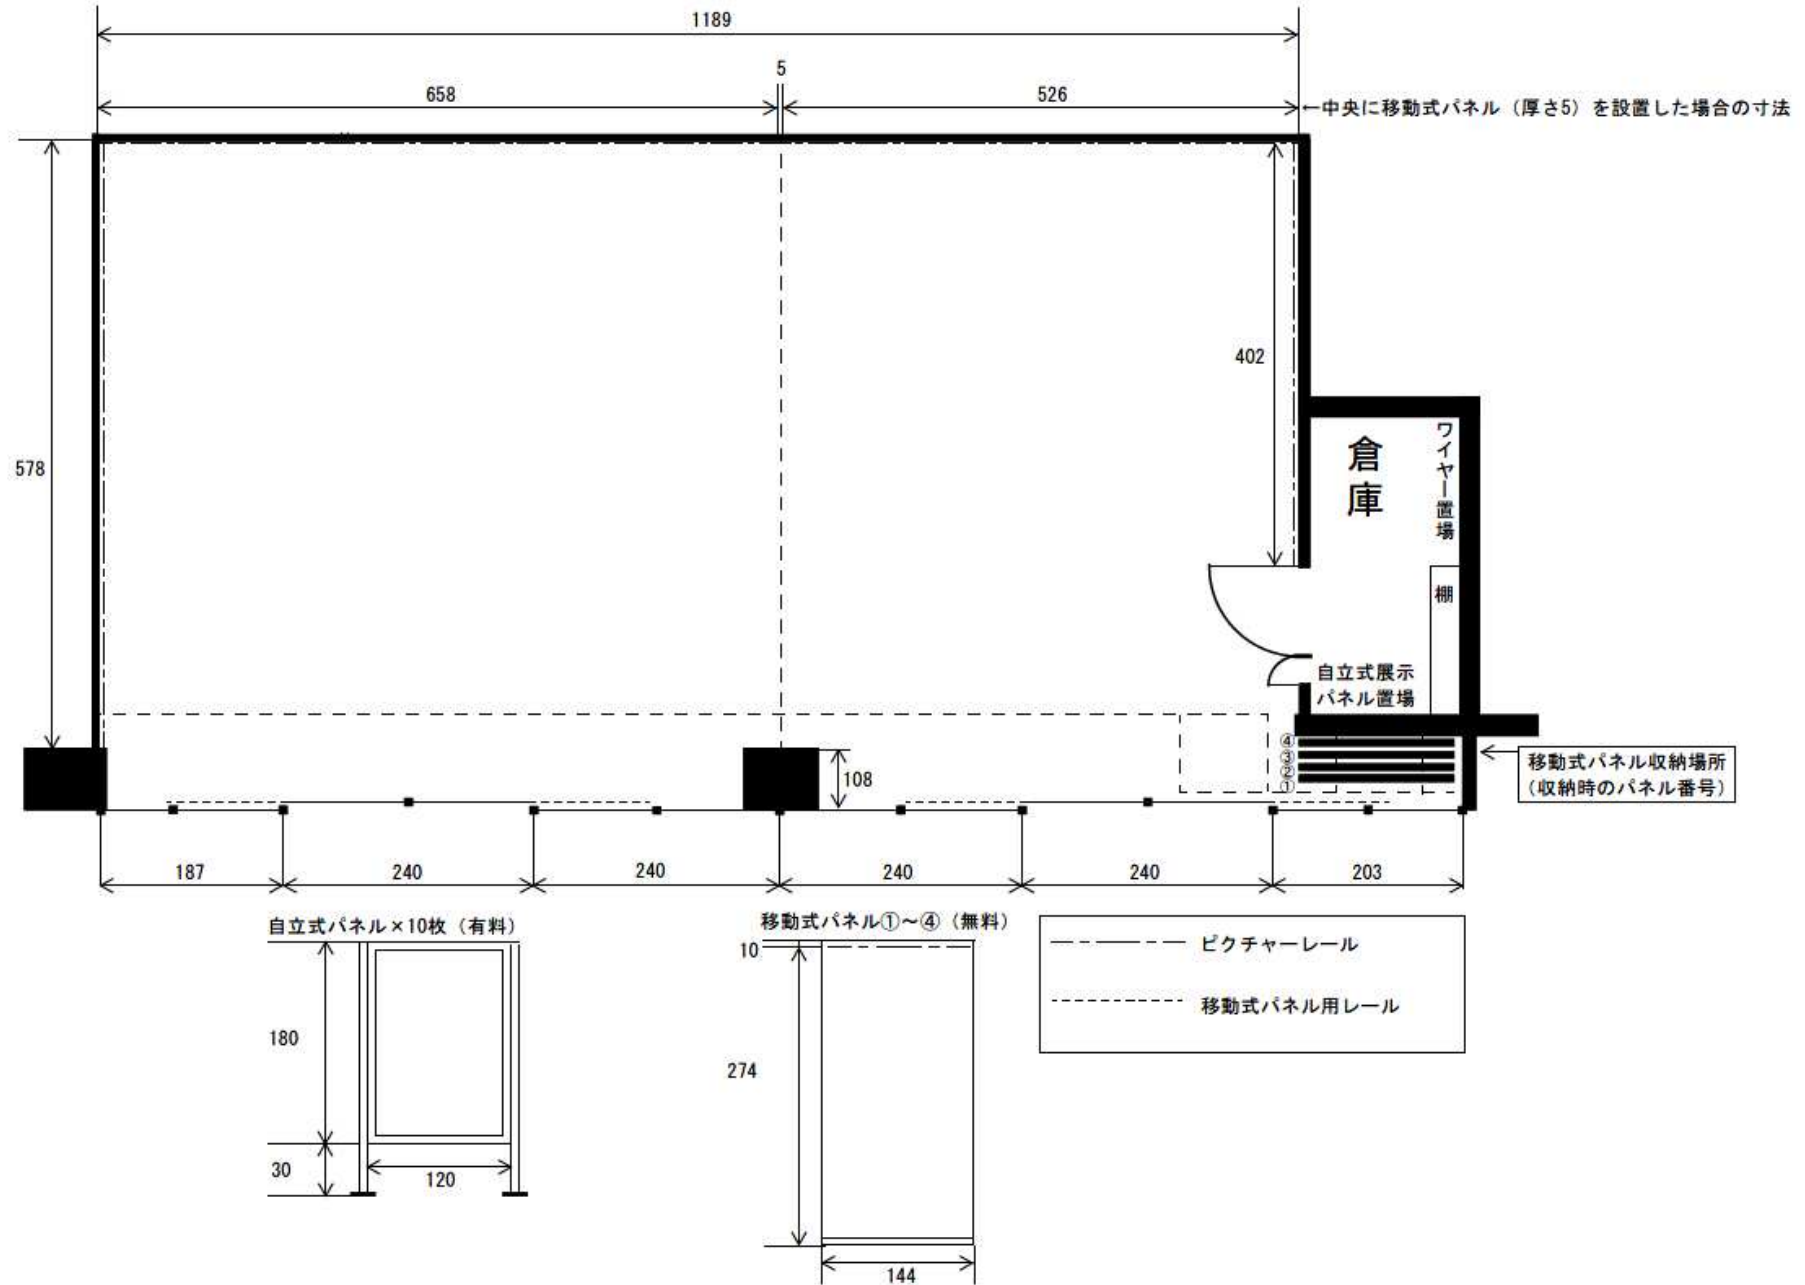 1189
5
658
526
←中央に移動式パネル（厚さ5）を設置した場合の寸法
402
578
倉庫
ワイヤー置場
棚
自立式展示
パネル置場
④
③
②
①
移動式パネル収納場所
（収納時のパネル番号）
108
187
240
240
240
240
203
自立式パネル×10枚（有料）
180
30
120
移動式パネル①～④（無料）
10
274
144
ピクチャーレール
移動式パネル用レール